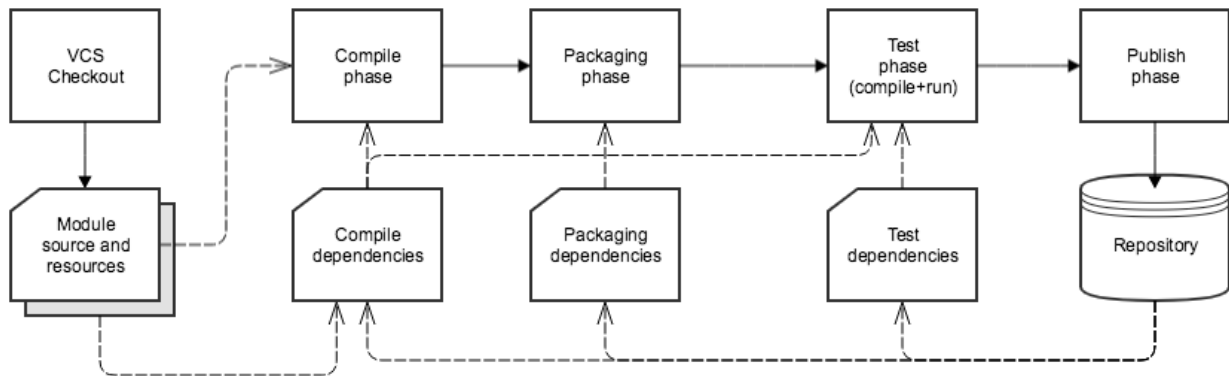 VCS
Checkout
Compile
phase
Packaging
phase
Test
phase
(compile+run)
Publish
phase
Module
source and
resources
Compile
dependencies
Packaging
dependencies
Test
dependencies
Repository